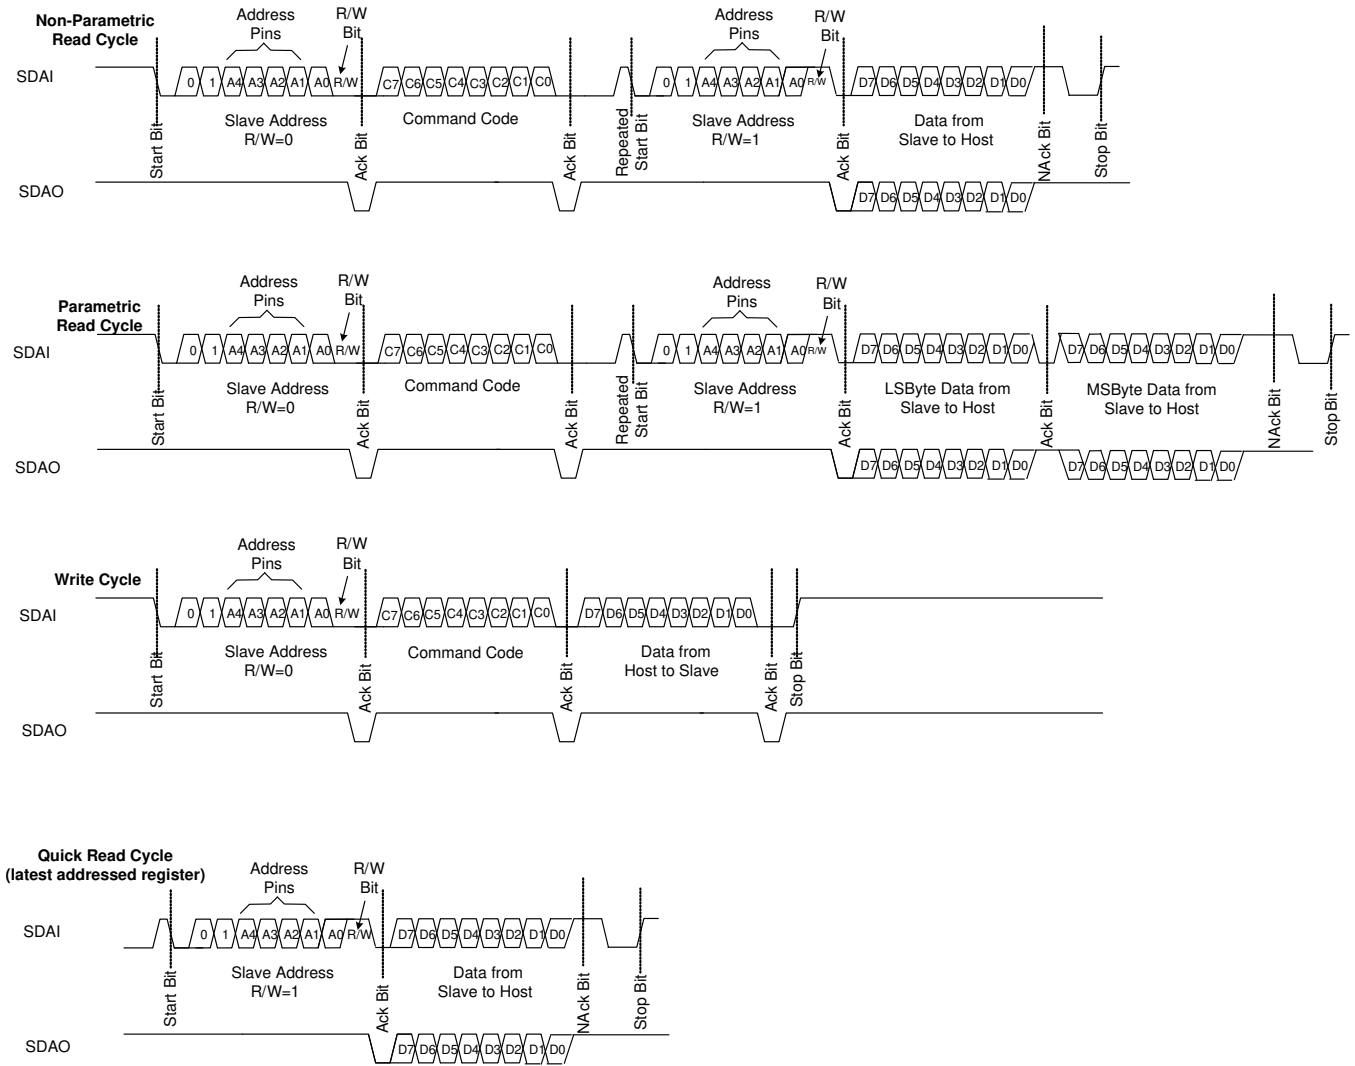 Non-Parametric
Read Cycle
Address
Pins
R/W
Bit
Address
Pins
R/W
Bit
SDAI
0 1 A4 A3 A2 A1 A0 R/W
C7 C6 C5 C4 C3 C2 C1 C0
0 1 A4 A3 A2 A1 A0 R/W
D7 D6 D5 D4 D3 D2 D1 D0
Slave Address
R/W=0
Command Code
Slave Address
R/W=1
Data from
Slave to Host
Start Bit
Ack Bit
Ack Bit
Repeated
Start Bit
Ack Bit
NAck Bit
Stop Bit
SDAO
D7 D6 D5 D4 D3 D2 D1 D0
Parametric
Read Cycle
Address
Pins
R/W
Bit
Address
Pins
R/W
Bit
SDAI
0 1 A4 A3 A2 A1 A0 R/W
C7 C6 C5 C4 C3 C2 C1 C0
0 1 A4 A3 A2 A1 A0 R/W
D7 D6 D5 D4 D3 D2 D1 D0
D7 D6 D5 D4 D3 D2 D1 D0
Slave Address
R/W=0
Command Code
Slave Address
R/W=1
LSByte Data from
Slave to Host
MSByte Data from
Slave to Host
Start Bit
Ack Bit
Ack Bit
Repeated
Start Bit
Ack Bit
Ack Bit
NAck Bit
Stop Bit
SDAO
D7 D6 D5 D4 D3 D2 D1 D0
D7 D6 D5 D4 D3 D2 D1 D0
Write Cycle
Address
Pins
R/W
Bit
SDAI
0 1 A4 A3 A2 A1 A0 R/W
C7 C6 C5 C4 C3 C2 C1 C0
D7 D6 D5 D4 D3 D2 D1 D0
Slave Address
R/W=0
Command Code
Data from
Host to Slave
Start Bit
Ack Bit
Ack Bit
Ack Bit
Stop Bit
SDAO
Quick Read Cycle
(latest addressed register)
Address
Pins
R/W
Bit
SDAI
0 1 A4 A3 A2 A1 A0 R/W
D7 D6 D5 D4 D3 D2 D1 D0
Slave Address
R/W=1
Data from
Slave to Host
Start Bit
Ack Bit
NAck Bit
Stop Bit
SDAO
D7 D6 D5 D4 D3 D2 D1 D0